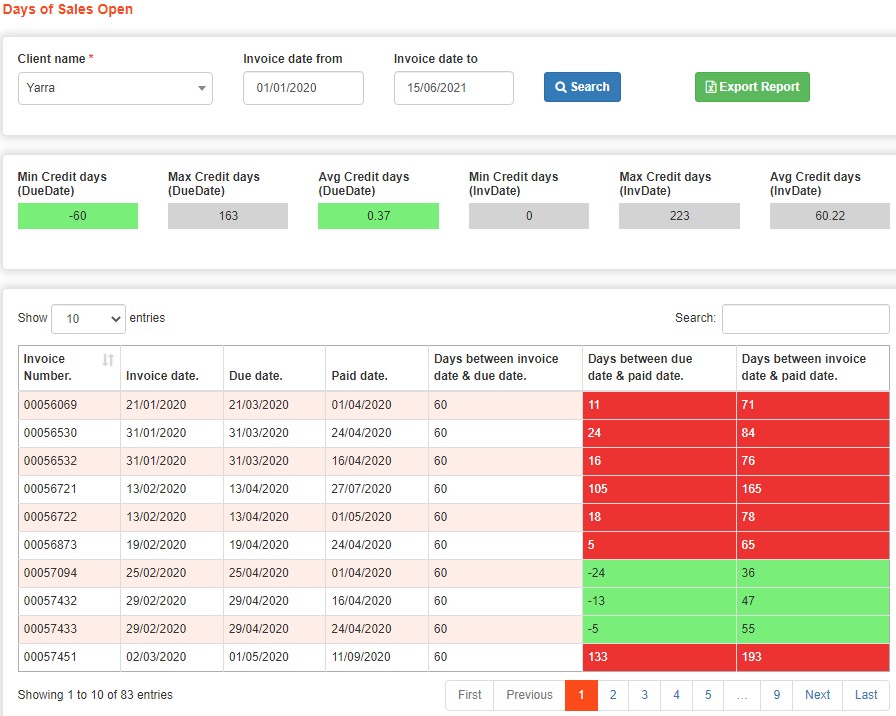 Days of Sales Open
Client name * Invoice date from Invoice date to
Yarra 01/01/2020 15/06/2021 Search Export Report
Min Credit days Max Credit days Avg Credit days Min Credit days Max Credit days Avg Credit days
(DueDate) (DueDate) (DueDate) (InvDate) (InvDate) (InvDate)
-60 163 0.37 0 223 60.22
Show 10 entries Search:
Invoice Days between invoice Days between due Days between invoice
Number. Invoice date. Due date. Paid date. date & due date. date & paid date. date & paid date.
00056069 21/01/2020 21/03/2020 01/04/2020 60 11 71
00056530 31/01/2020 31/03/2020 24/04/2020 60 24 84
00056532 31/01/2020 31/03/2020 16/04/2020 60 16 76
00056721 13/02/2020 13/04/2020 27/07/2020 60 105 165
00056722 13/02/2020 13/04/2020 01/05/2020 60 18 78
00056873 19/02/2020 19/04/2020 24/04/2020 60 5 65
00057094 25/02/2020 25/04/2020 01/04/2020 60 -24 36
00057432 29/02/2020 29/04/2020 16/04/2020 60 -13 47
00057433 29/02/2020 29/04/2020 24/04/2020 60 -5 55
00057451 02/03/2020 01/05/2020 11/09/2020 60 133 193
Showing 1 to 10 of 83 entries First Previous 1 2 3 4 5 ... 9 Next Last